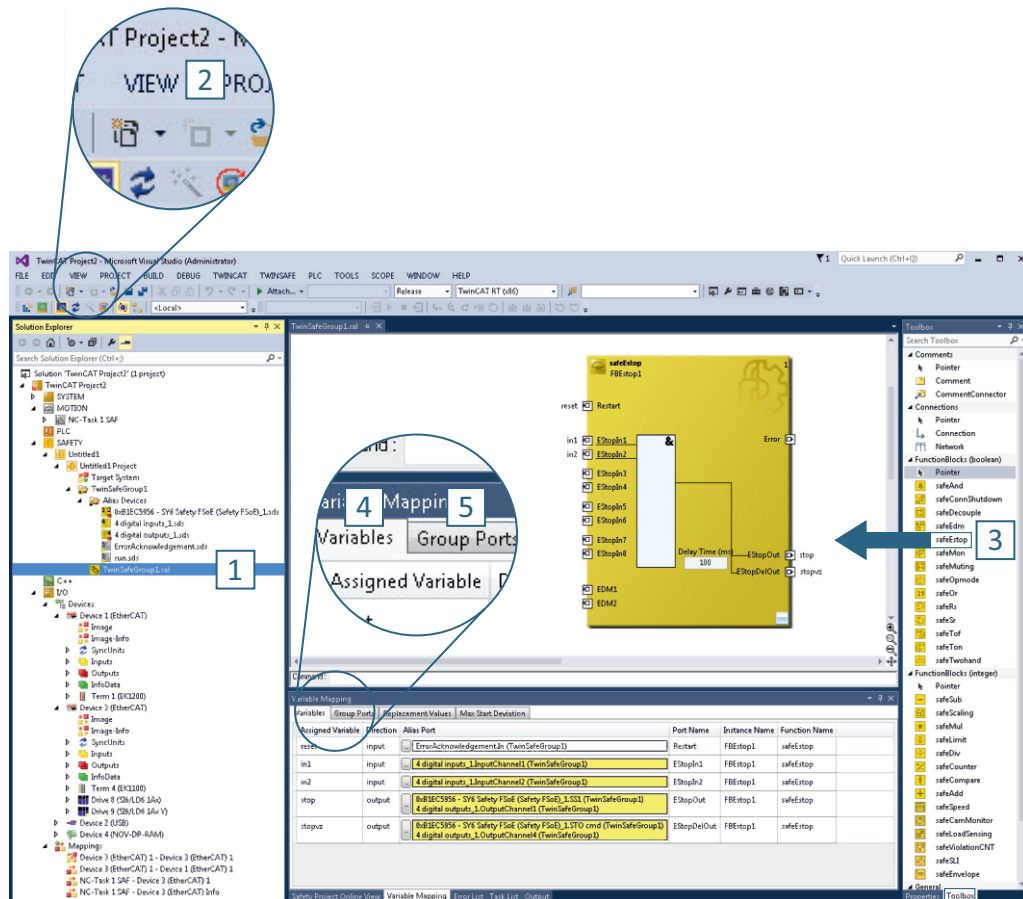 AT Project2 - M
VIEW 2 PROJ
TwinCAT Project2 - Microsoft Visual Studio (Administrator)
1
Quick Launch (Ctrl+Q)
FILE EDIT VIEW PROJECT BUILD DEBUG TWINCAT TWINSAFE PLC TOOLS SCOPE WINDOW HELP
Attach...
Release
TwinCAT RT (x86)
<Local>
Solution Explorer
Search Solution Explorer (Ctrl+;)
Solution 'TwinCAT Project2' (1 project)
TwinCAT Project2
SYSTEM
MOTION
NC-Task 1 SAF
PLC
SAFETY
Untitled1
Untitled1 Project
Target System
TwinSafeGroup1
Alias Devices
0xB1EC5956 - SY6 Safety FSoE (Safety FSoE)_1.sds
4 digital inputs_1.sds
4 digital outputs_1.sds
ErrorAcknowledgement.sds
run.sds
TwinSafeGroup1.sal
1
C++
I/O
Devices
Device 1 (EtherCAT)
Image
Image-Info
SyncUnits
Inputs
Outputs
InfoData
Term 1 (EK1200)
Device 3 (EtherCAT)
Image
Image-Info
SyncUnits
Inputs
Outputs
InfoData
Term 4 (EK1100)
Drive 8 (SI6/LD6 1Ax)
Drive 9 (SI6/LD6 1Ax Y)
Device 2 (USB)
Device 4 (NOV-DP-RAM)
Mappings
Device 3 (EtherCAT) 1 - Device 3 (EtherCAT) 1
Device 3 (EtherCAT) 1 - Device 1 (EtherCAT) 1
NC-Task 1 SAF - Device 3 (EtherCAT) 1
NC-Task 1 SAF - Device 3 (EtherCAT) Info
TwinSafeGroup1.sal
safeEstop
FBEstop1
1
reset Restart
in1 EStopIn1 & Error
in2 EStopIn2
EStopIn3
EStopIn4
EStopIn5
EStopIn6
EStopIn7
EStopIn8 Delay Time (ms) EStopOut stop
100
EStopDelOut stopvz
EDM1
EDM2
and :
4 5
Variables Group Ports
Assigned Variable D
Command:
Variable Mapping
Variables Group Ports Replacement Values Max Start Deviation
Assigned Variable Direction Alias Port Port Name Instance Name Function Name
reset input ErrorAcknowledgement.In (TwinSafeGroup1) Restart FBEstop1 safeEstop
in1 input 4 digital inputs_1.InputChannel1 (TwinSafeGroup1) EStopIn1 FBEstop1 safeEstop
in2 input 4 digital inputs_1.InputChannel2 (TwinSafeGroup1) EStopIn2 FBEstop1 safeEstop
stop output 0xB1EC5956 - SY6 Safety FSoE (Safety FSoE)_1.SS1 (TwinSafeGroup1) EStopOut FBEstop1 safeEstop
4 digital outputs_1.OutputChannel1 (TwinSafeGroup1)
stopvz output 0xB1EC5956 - SY6 Safety FSoE (Safety FSoE)_1.STO cmd (TwinSafeGroup1) EStopDelOut FBEstop1 safeEstop
4 digital outputs_1.OutputChannel4 (TwinSafeGroup1)
Safety Project Online View Variable Mapping Error List Task List Output
Toolbox
Search Toolbox
Comments
Pointer
Comment
CommentConnector
Connections
Pointer
Connection
Network
FunctionBlocks (boolean)
Pointer
safeAnd
safeConnShutdown
safeDecouple
safeEdm
safeEstop
3
safeMon
safeMuting
safeOpmode
safeOr
safeRs
safeSr
safeTof
safeTon
safeTwohand
FunctionBlocks (integer)
Pointer
safeSub
safeScaling
safeMul
safeLimit
safeDiv
safeCounter
safeCompare
safeAdd
safeSpeed
safeCamMonitor
safeLoadSensing
safeViolationCNT
safeSLI
safeEnvelope
General
Properties Toolbox